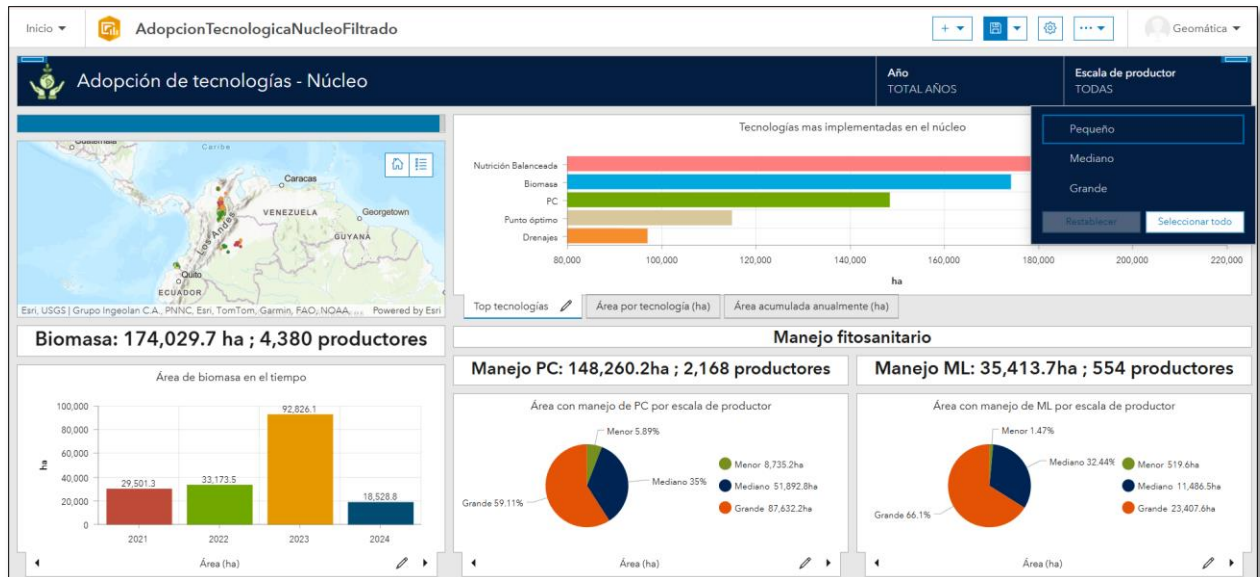 Inicio
AdopcionTecnologicaNucleoFiltrado
Geomática
Adopción de tecnologías - Núcleo
Año
TOTAL AÑOS
Escala de productor
TODAS
Pequeño
Mediano
Grande
Restablecer
Seleccionar todo
Guatemala
Caribe
Caracas
VENEZUELA
Georgetown
GUYANA
Los Andes
Quito
ECUADOR
Esri, USGS | Grupo Ingeolan C.A., PNNC, Esri, TomTom, Garmin, FAO, NOAA, Powered by Esri
Tecnologías mas implementadas en el núcleo
Nutrición Balanceada
Biomasa
PC
Punto óptimo
Drenajes
80,000 100,000 120,000 140,000 160,000 180,000 200,000 220,000
ha
Top tecnologías
Área por tecnología (ha)
Área acumulada anualmente (ha)
Biomasa: 174,029.7 ha ; 4,380 productores
Manejo fitosanitario
Manejo PC: 148,260.2ha ; 2,168 productores
Manejo ML: 35,413.7ha ; 554 productores
Área de biomasa en el tiempo
100,000
80,000
60,000
40,000
20,000
0
ha
29,501.3
33,173.5
92,826.1
18,528.8
2021 2022 2023 2024
Área (ha)
Área con manejo de PC por escala de productor
Menor 5.89%
Mediano 35%
Grande 59.11%
Menor 8,735.2ha
Mediano 51,892.8ha
Grande 87,632.2ha
Área (ha)
Área con manejo de ML por escala de productor
Menor 1.47%
Mediano 32.44%
Grande 66.1%
Menor 519.6ha
Mediano 11,486.5ha
Grande 23,407.6ha
Área (ha)